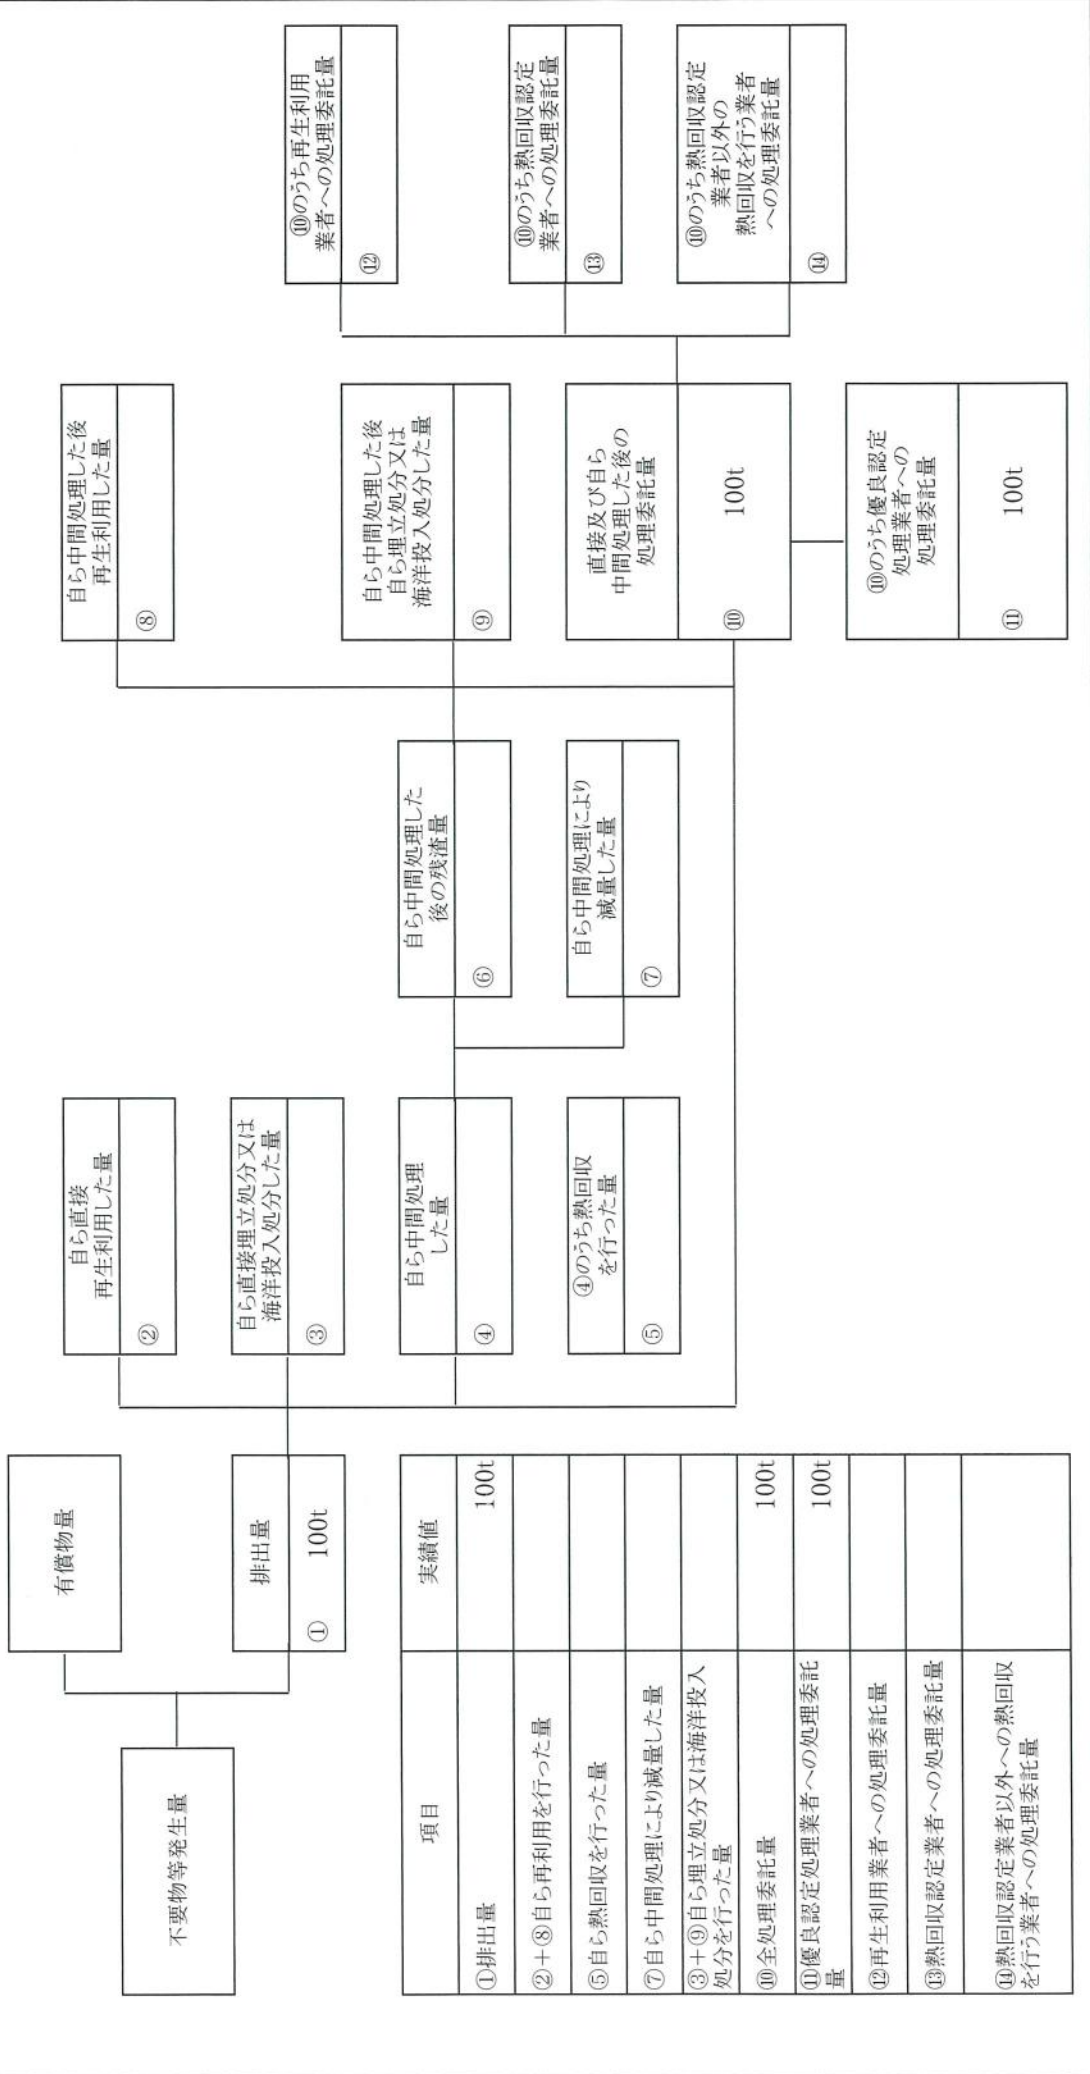 不要物等発生量
有償物量
排出量
① 100t
自ら直接
再生利用した量
②
自ら直接埋立処分又は
海洋投入処分した量
③
自ら中間処理
した量
④
④のうち熱回収
を行った量
⑤
自ら中間処理した
後の残渣量
⑥
自ら中間処理により
減量した量
⑦
自ら中間処理した後
再生利用した量
⑧
自ら中間処理した後
自ら埋立処分又は
海洋投入処分した量
⑨
直接及び自ら
中間処理した後の
処理委託量
⑩ 100t
⑩のうち優良認定
処理業者への
処理委託量
⑪ 100t
⑩のうち再生利用
業者への処理委託量
⑫
⑩のうち熱回収認定
業者への処理委託量
⑬
⑩のうち熱回収認定
業者以外の
熱回収を行う業者
への処理委託量
⑭
項目 実績値
①排出量 100t
②+⑧自ら再利用を行った量
⑤自ら熱回収を行った量
⑦自ら中間処理により減量した量
③+⑨自ら埋立処分又は海洋投入
処分を行った量
⑩全処理委託量 100t
⑪優良認定処理業者への処理委託
量 100t
⑫再生利用業者への処理委託量
⑬熱回収認定業者への処理委託量
⑭熱回収認定業者以外への熱回収
を行う業者への処理委託量